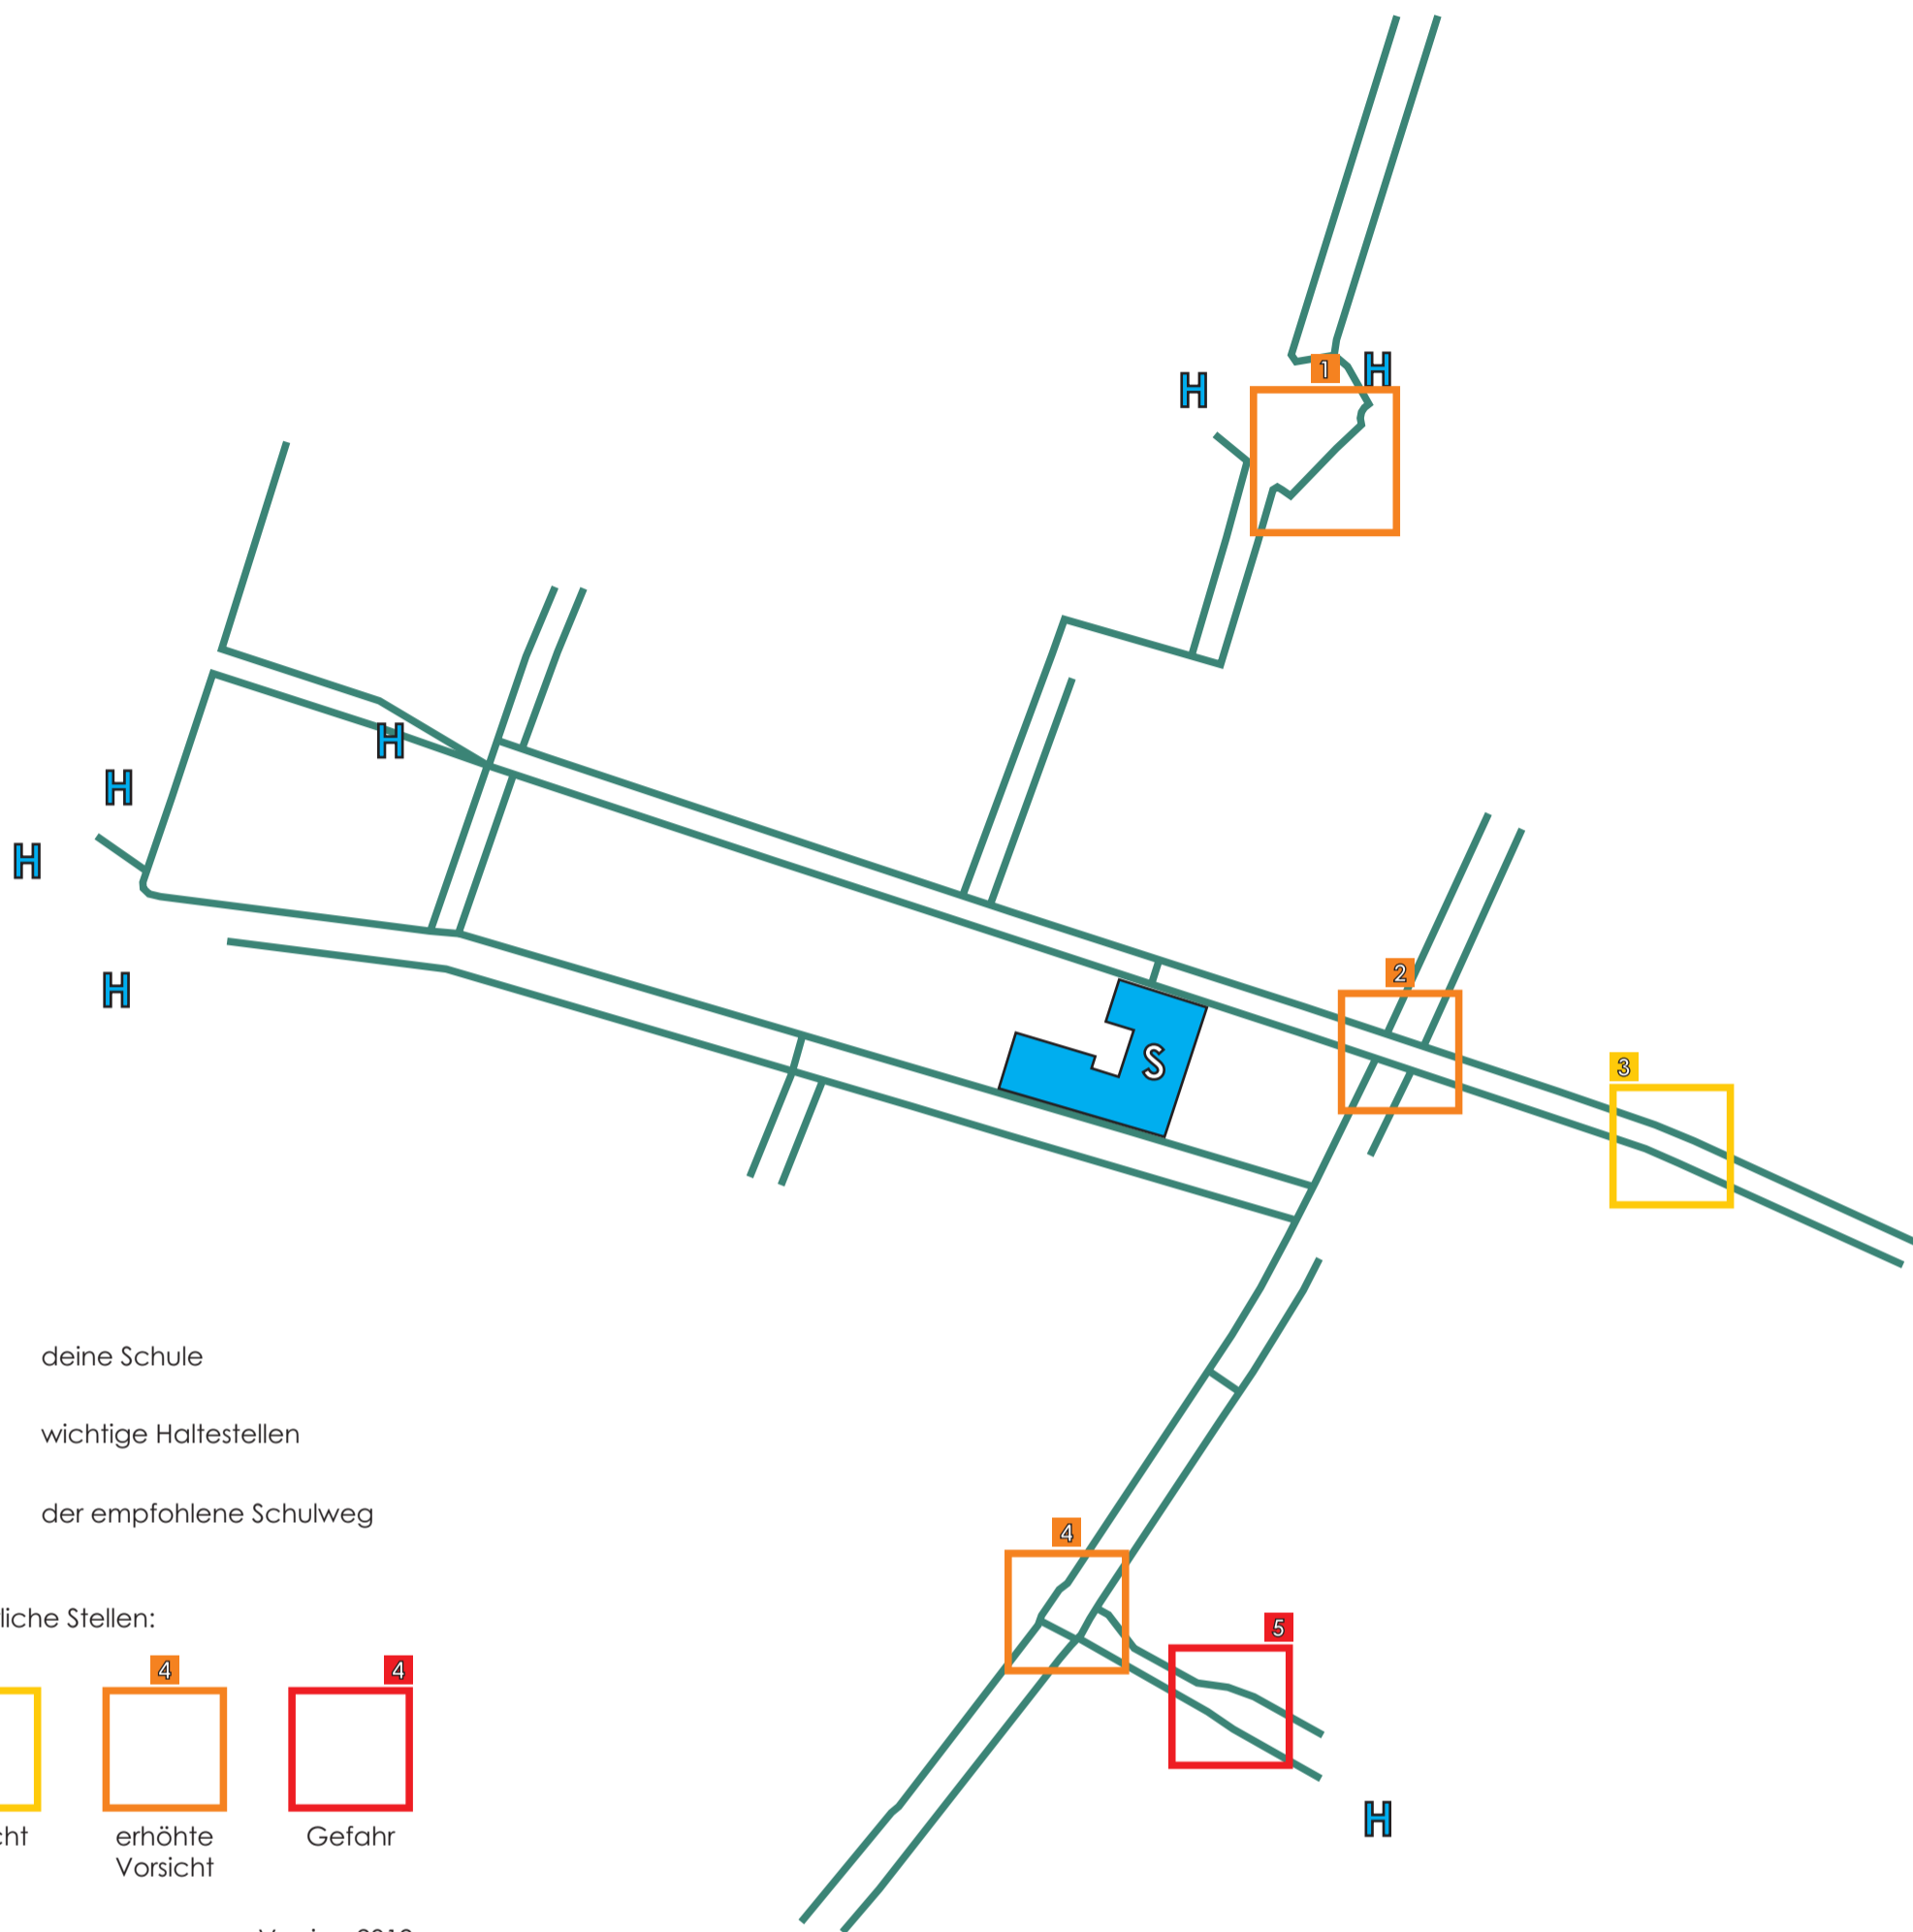 1
H
H
H
H
H
2
H
S
3
deine Schule
wichtige Haltestellen
der empfohlene Schulweg
4
liche Stellen:
5
4
4
cht
erhöhte
Vorsicht
Gefahr
H